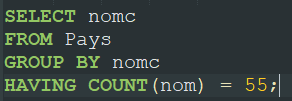 SELECT nomc
FROM Pays
GROUP BY nomc
HAVING COUNT(nom) = 55;